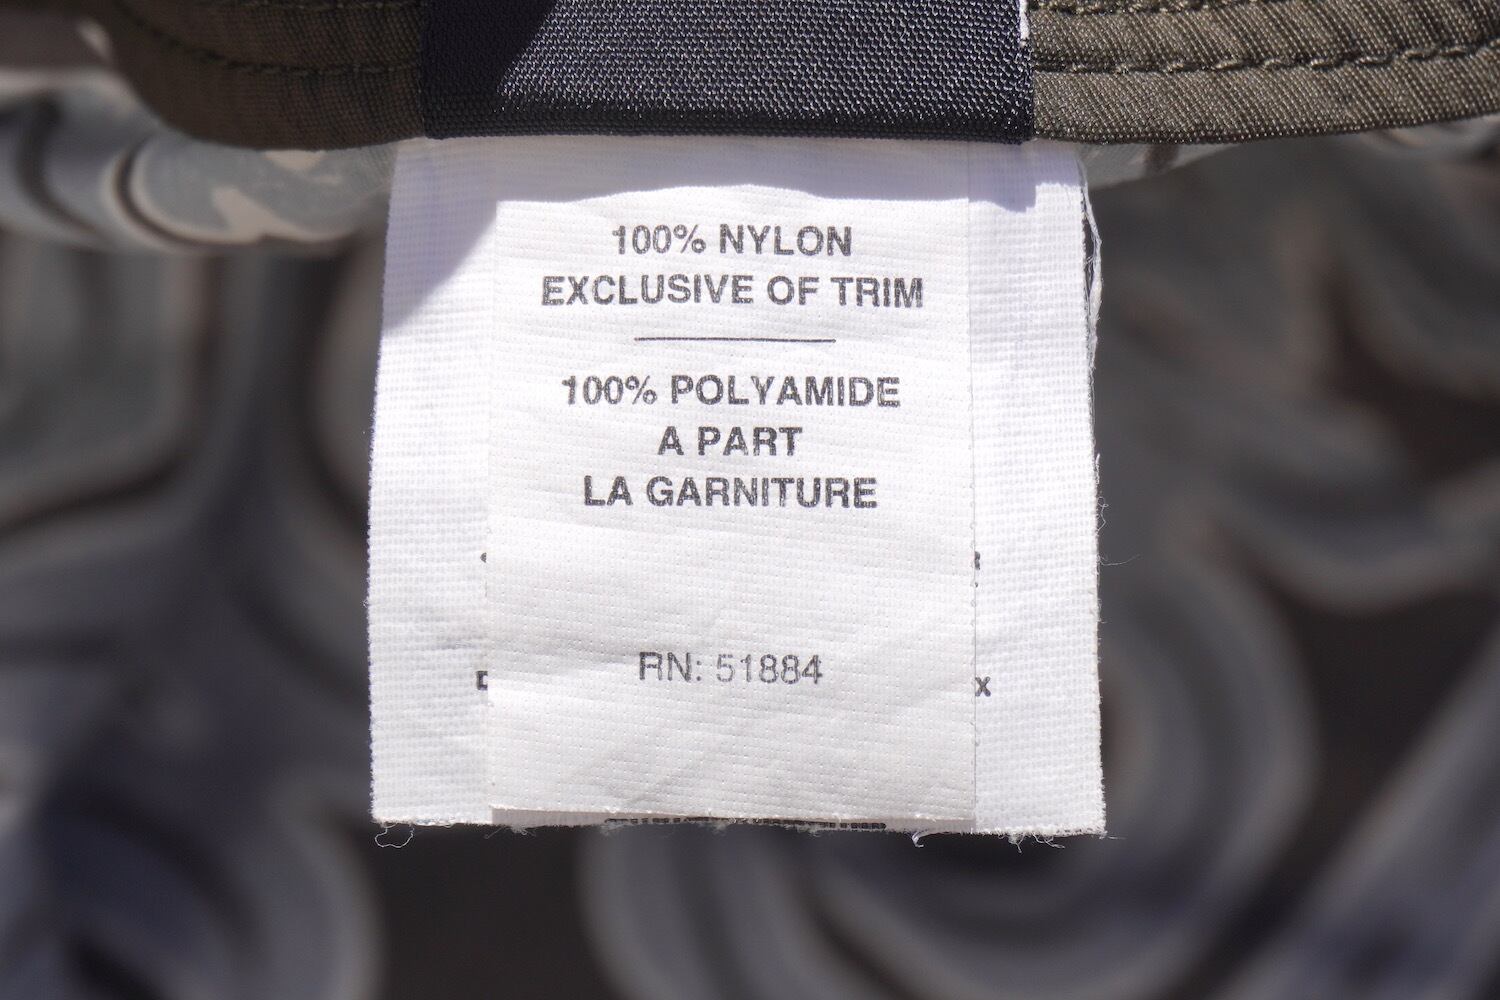 100% NYLON
EXCLUSIVE OF TRIM
100% POLYAMIDE
A PART
LA GARNITURE
RN: 51884